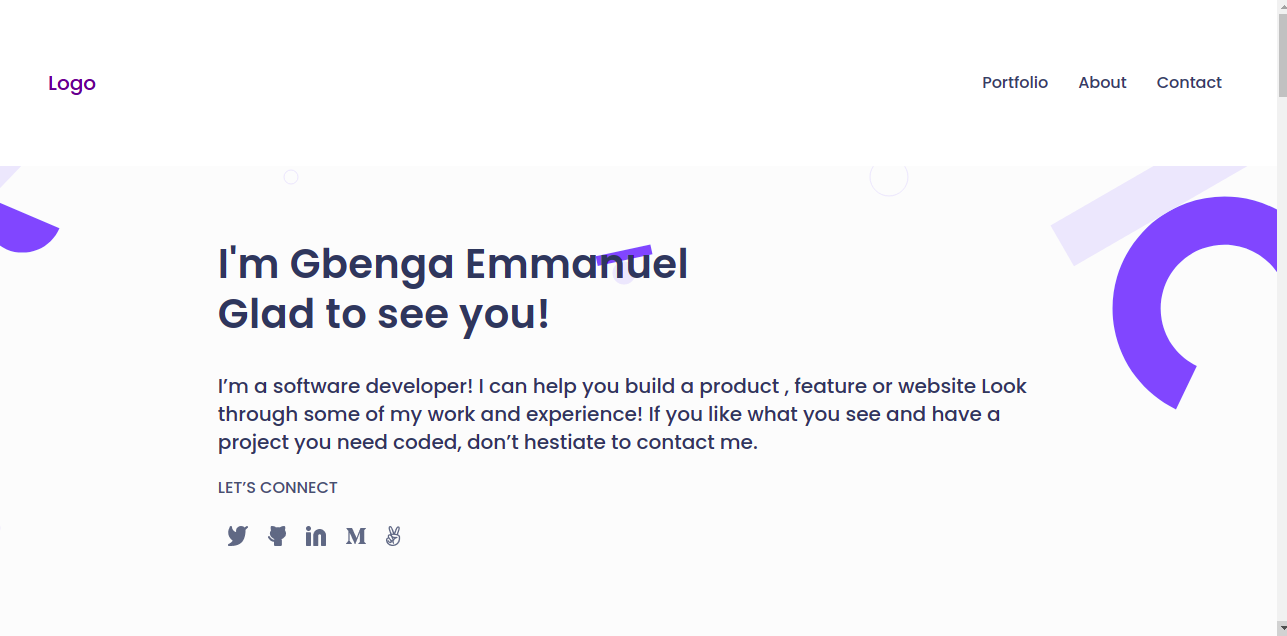 Logo
Portfolio About Contact
I'm Gbenga Emmanuel
Glad to see you!
I’m a software developer! I can help you build a product , feature or website Look
through some of my work and experience! If you like what you see and have a
project you need coded, don’t hestiate to contact me.
LET’S CONNECT